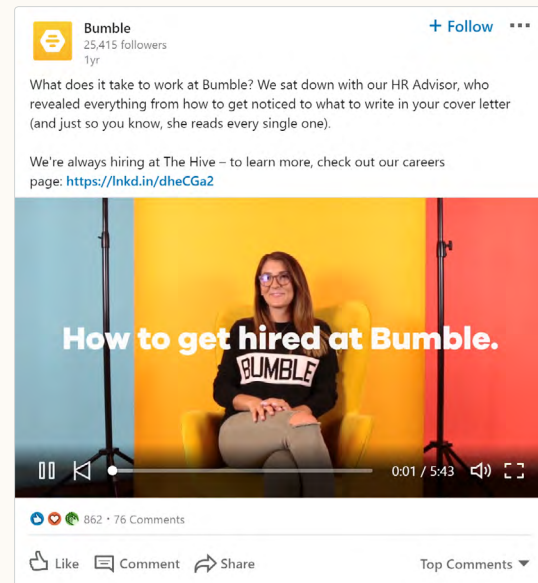 Bumble
+ Follow
25,415 followers
1yr
What does it take to work at Bumble? We sat down with our HR Advisor, who
revealed everything from how to get noticed to what to write in your cover letter
(and just so you know, she reads every single one).
We're always hiring at The Hive – to learn more, check out our careers
page: https://lnkd.in/dheCGa2
How to get hired at Bumble.
BUMBLE
0:01 / 5:43
862 · 76 Comments
Like Comment Share Top Comments